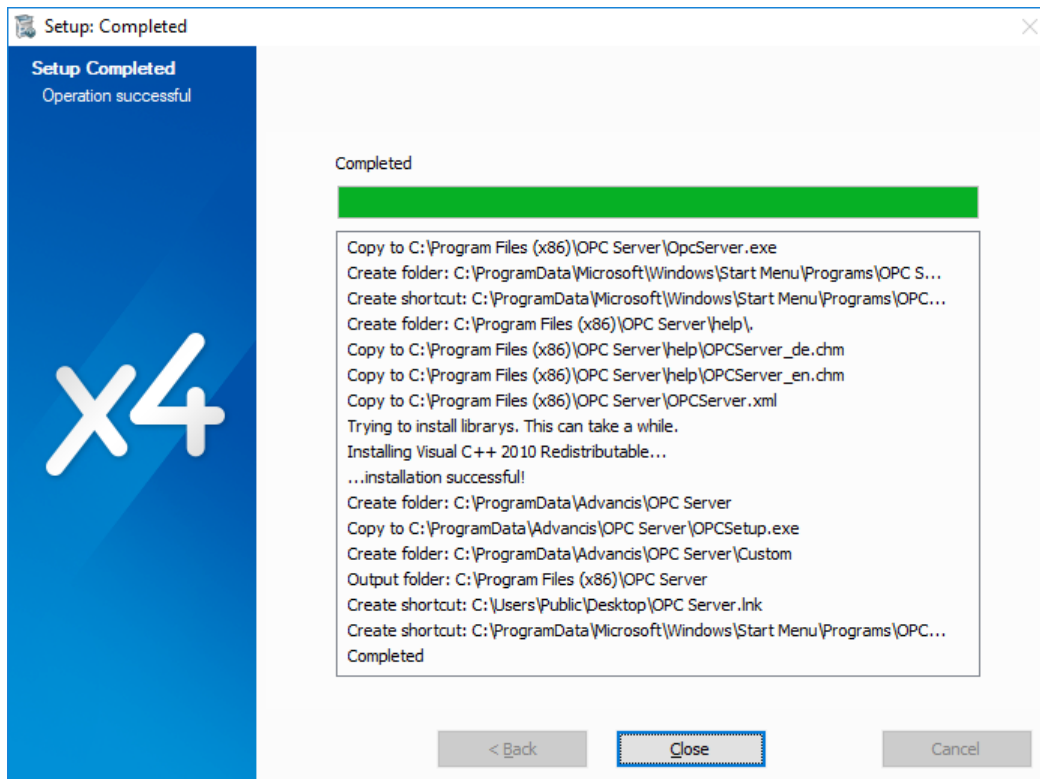 Setup: Completed
Setup Completed
Operation successful
Completed
Copy to C:\Program Files (x86)\OPC Server\OpcServer.exe
Create folder: C:\ProgramData\Microsoft\Windows\Start Menu\Programs\OPC S...
Create shortcut: C:\ProgramData\Microsoft\Windows\Start Menu\Programs\OPC...
Create folder: C:\Program Files (x86)\OPC Server\help\.
Copy to C:\Program Files (x86)\OPC Server\help\OPCServer_de.chm
Copy to C:\Program Files (x86)\OPC Server\help\OPCServer_en.chm
Copy to C:\Program Files (x86)\OPC Server\OPCServer.xml
Trying to install librarys. This can take a while.
Installing Visual C++ 2010 Redistributable...
...installation successful!
Create folder: C:\ProgramData\Advancis\OPC Server
Copy to C:\ProgramData\Advancis\OPC Server\OPCSetup.exe
Create folder: C:\ProgramData\Advancis\OPC Server\Custom
Output folder: C:\Program Files (x86)\OPC Server
Create shortcut: C:\Users\Public\Desktop\OPC Server.lnk
Create shortcut: C:\ProgramData\Microsoft\Windows\Start Menu\Programs\OPC...
Completed
x4
< Back
Close
Cancel